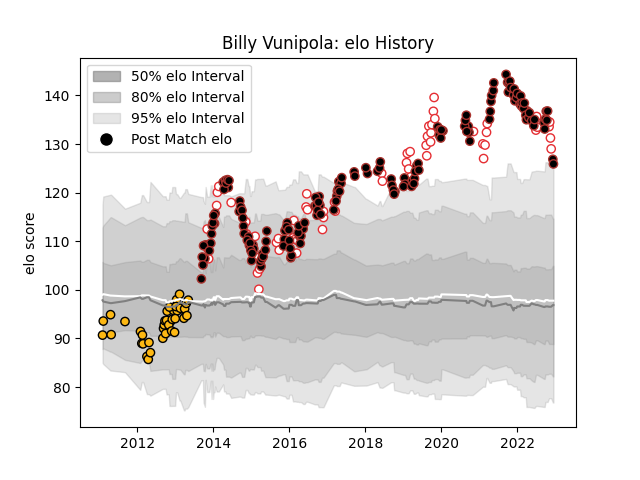 Billy Vunipola: elo History
50% elo Interval
80% elo Interval
95% elo Interval
Post Match elo
elo score
140
130
120
110
100
90
80
2012
2014
2016
2018
2020
2022